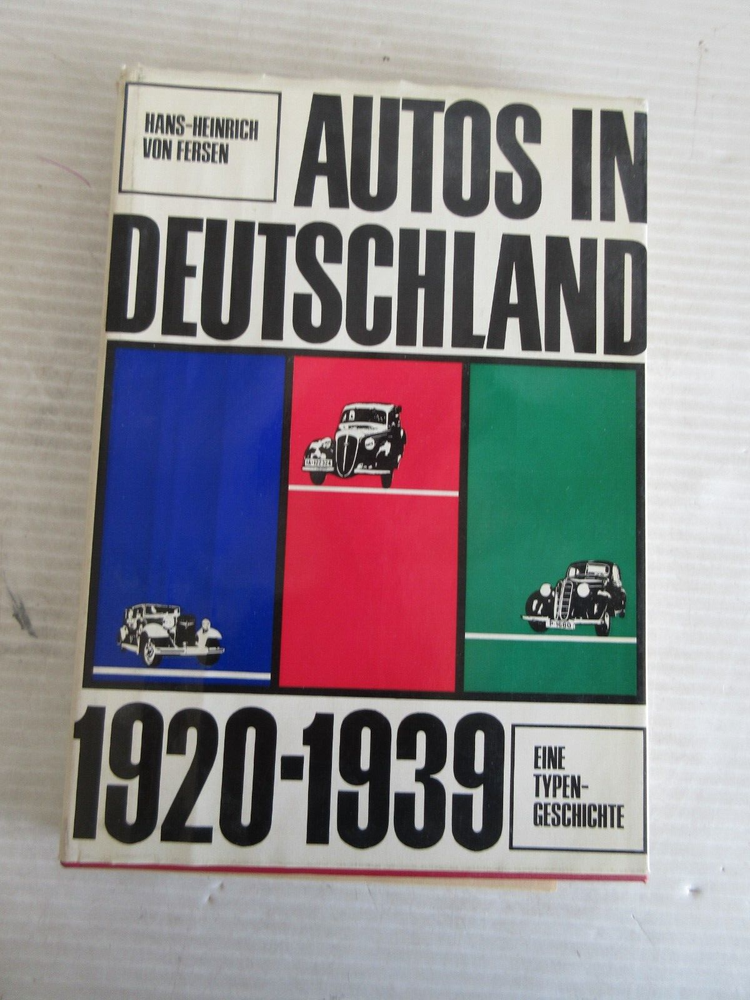 HANS-HEINRICH
VON FERSEN
AUTOS IN
DEUTSCHLAND
1920-1939
EINE
TYPEN-
GESCHICHTE